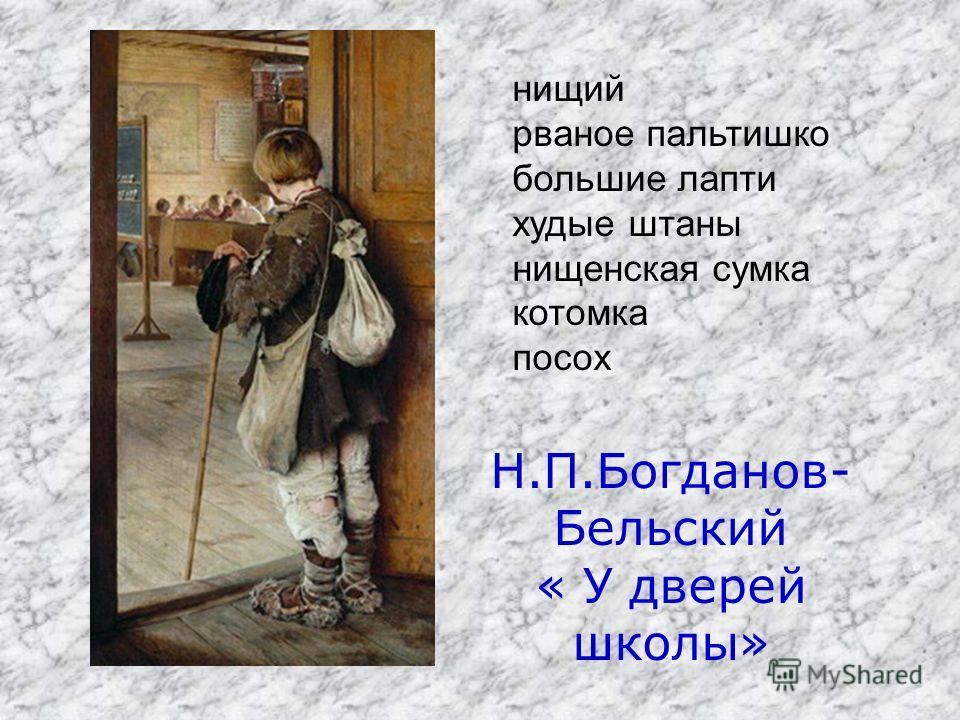 нищий
рваное пальтишко
большие лапти
худые штаны
нищенская сумка
котомка
посох
Н.П.Богданов-
Бельский
« У дверей
школы»
MyShared